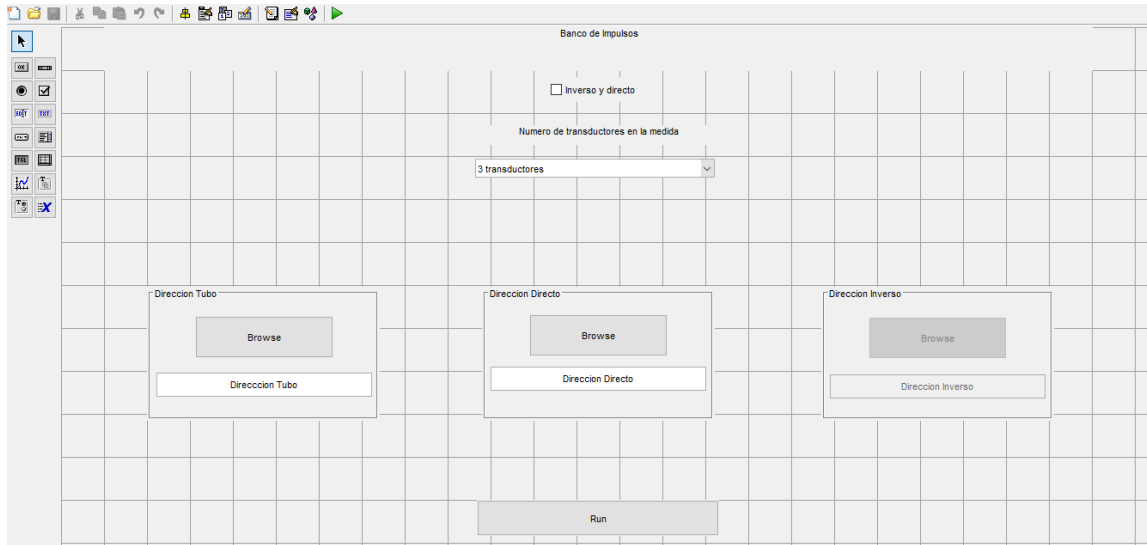 Banco de Impulsos
Inverso y directo
Numero de transductores en la medida
3 transductores
Direccion Tubo
Browse
Direcccion Tubo
Direccion Directo
Browse
Direccion Directo
Direccion Inverso
Browse
Direccion Inverso
Run